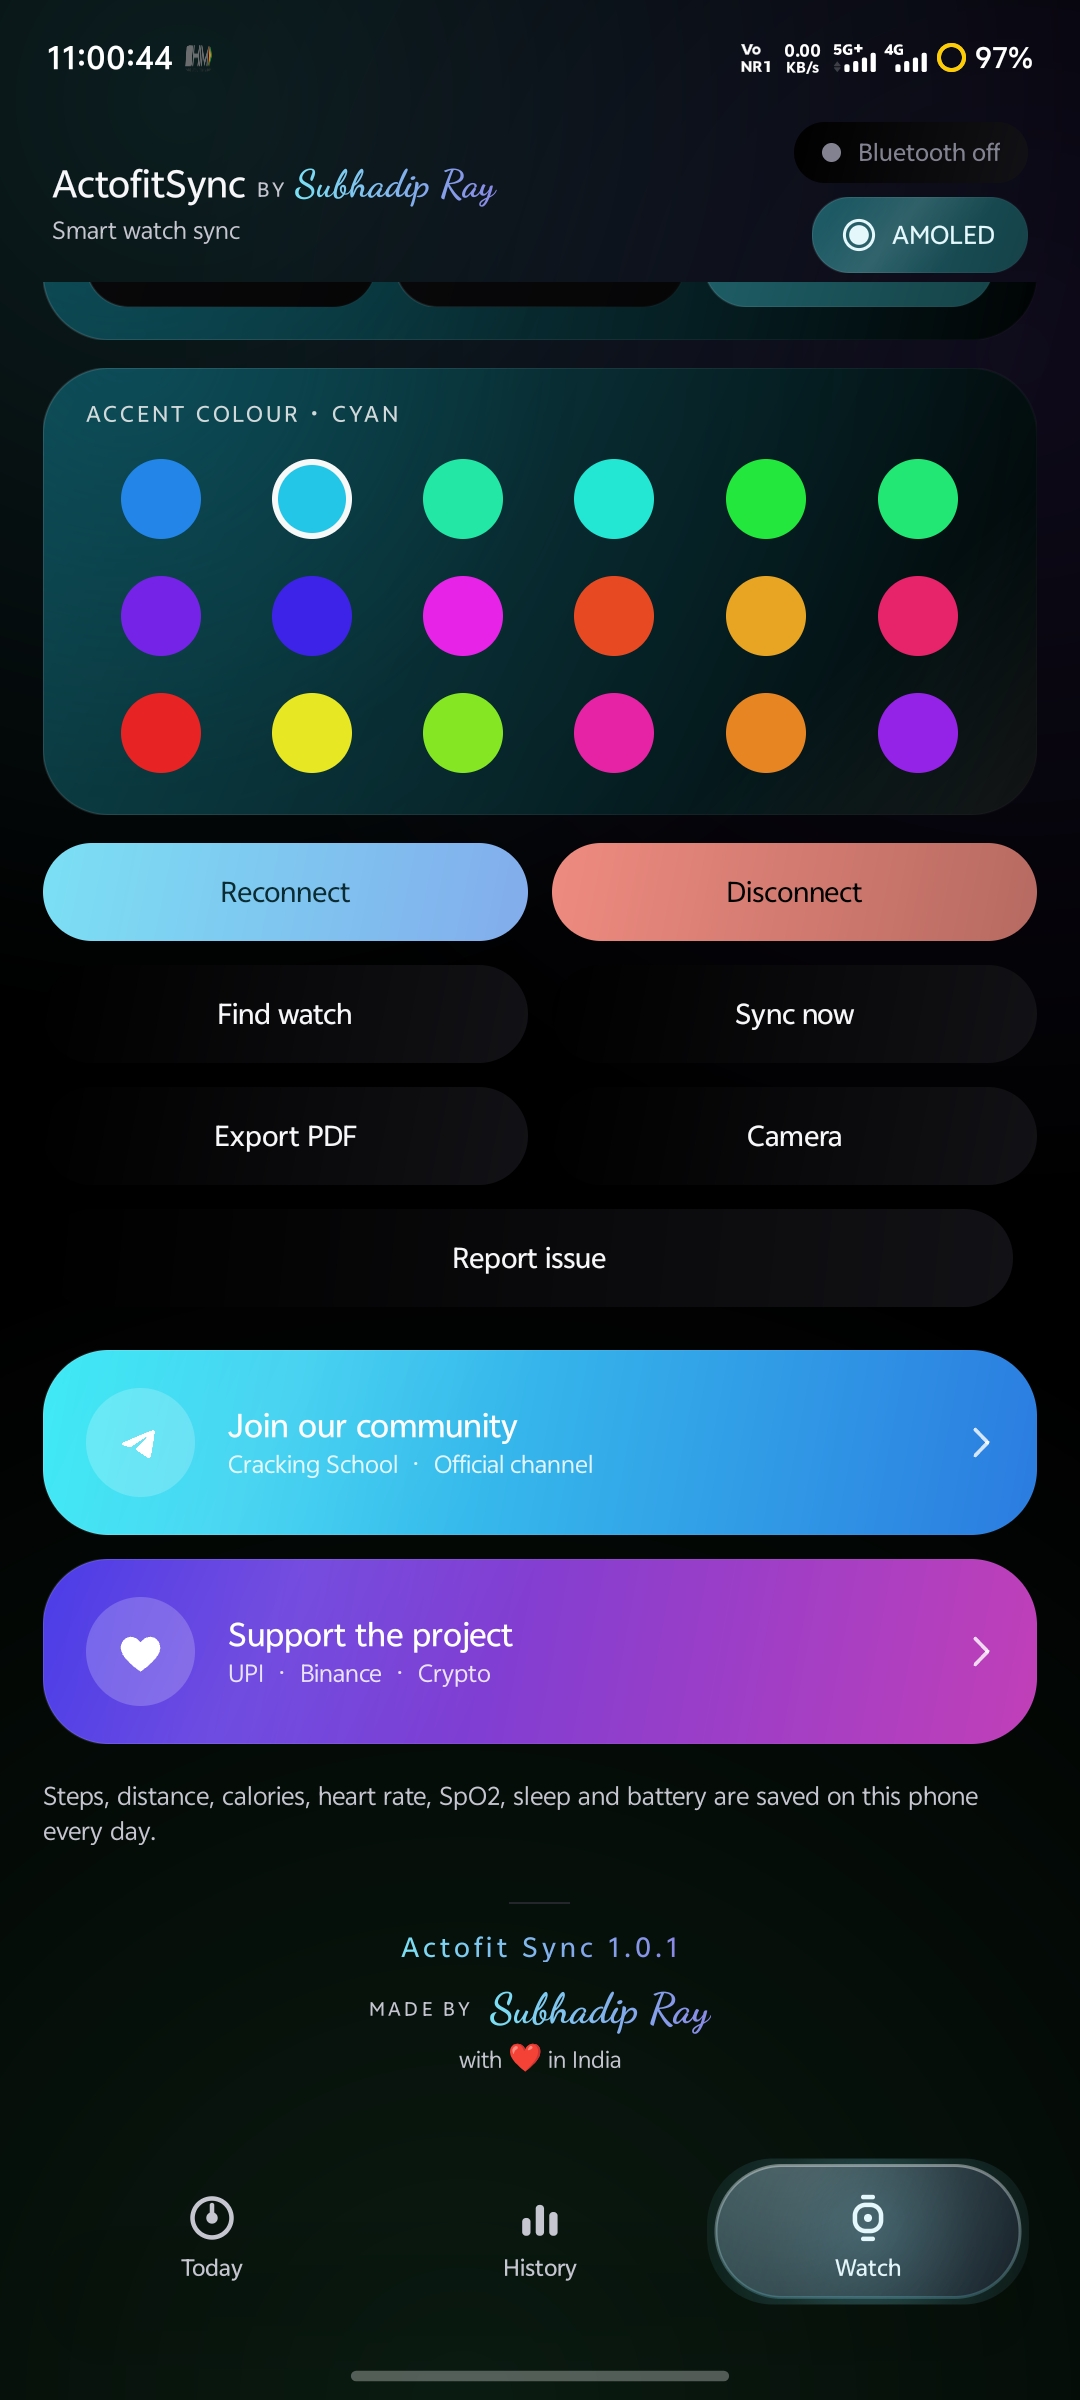 11:00:44
Vo NR1 0.00 KB/s 5G+ 4G 97%
Bluetooth off
ActofitSync BY Subhadip Ray
Smart watch sync
AMOLED
ACCENT COLOUR • CYAN
Reconnect
Disconnect
Find watch
Sync now
Export PDF
Camera
Report issue
Join our community
Cracking School · Official channel
Support the project
UPI · Binance · Crypto
Steps, distance, calories, heart rate, SpO2, sleep and battery are saved on this phone
every day.
Actofit Sync 1.0.1
MADE BY Subhadip Ray
with ❤️ in India
Today
History
Watch